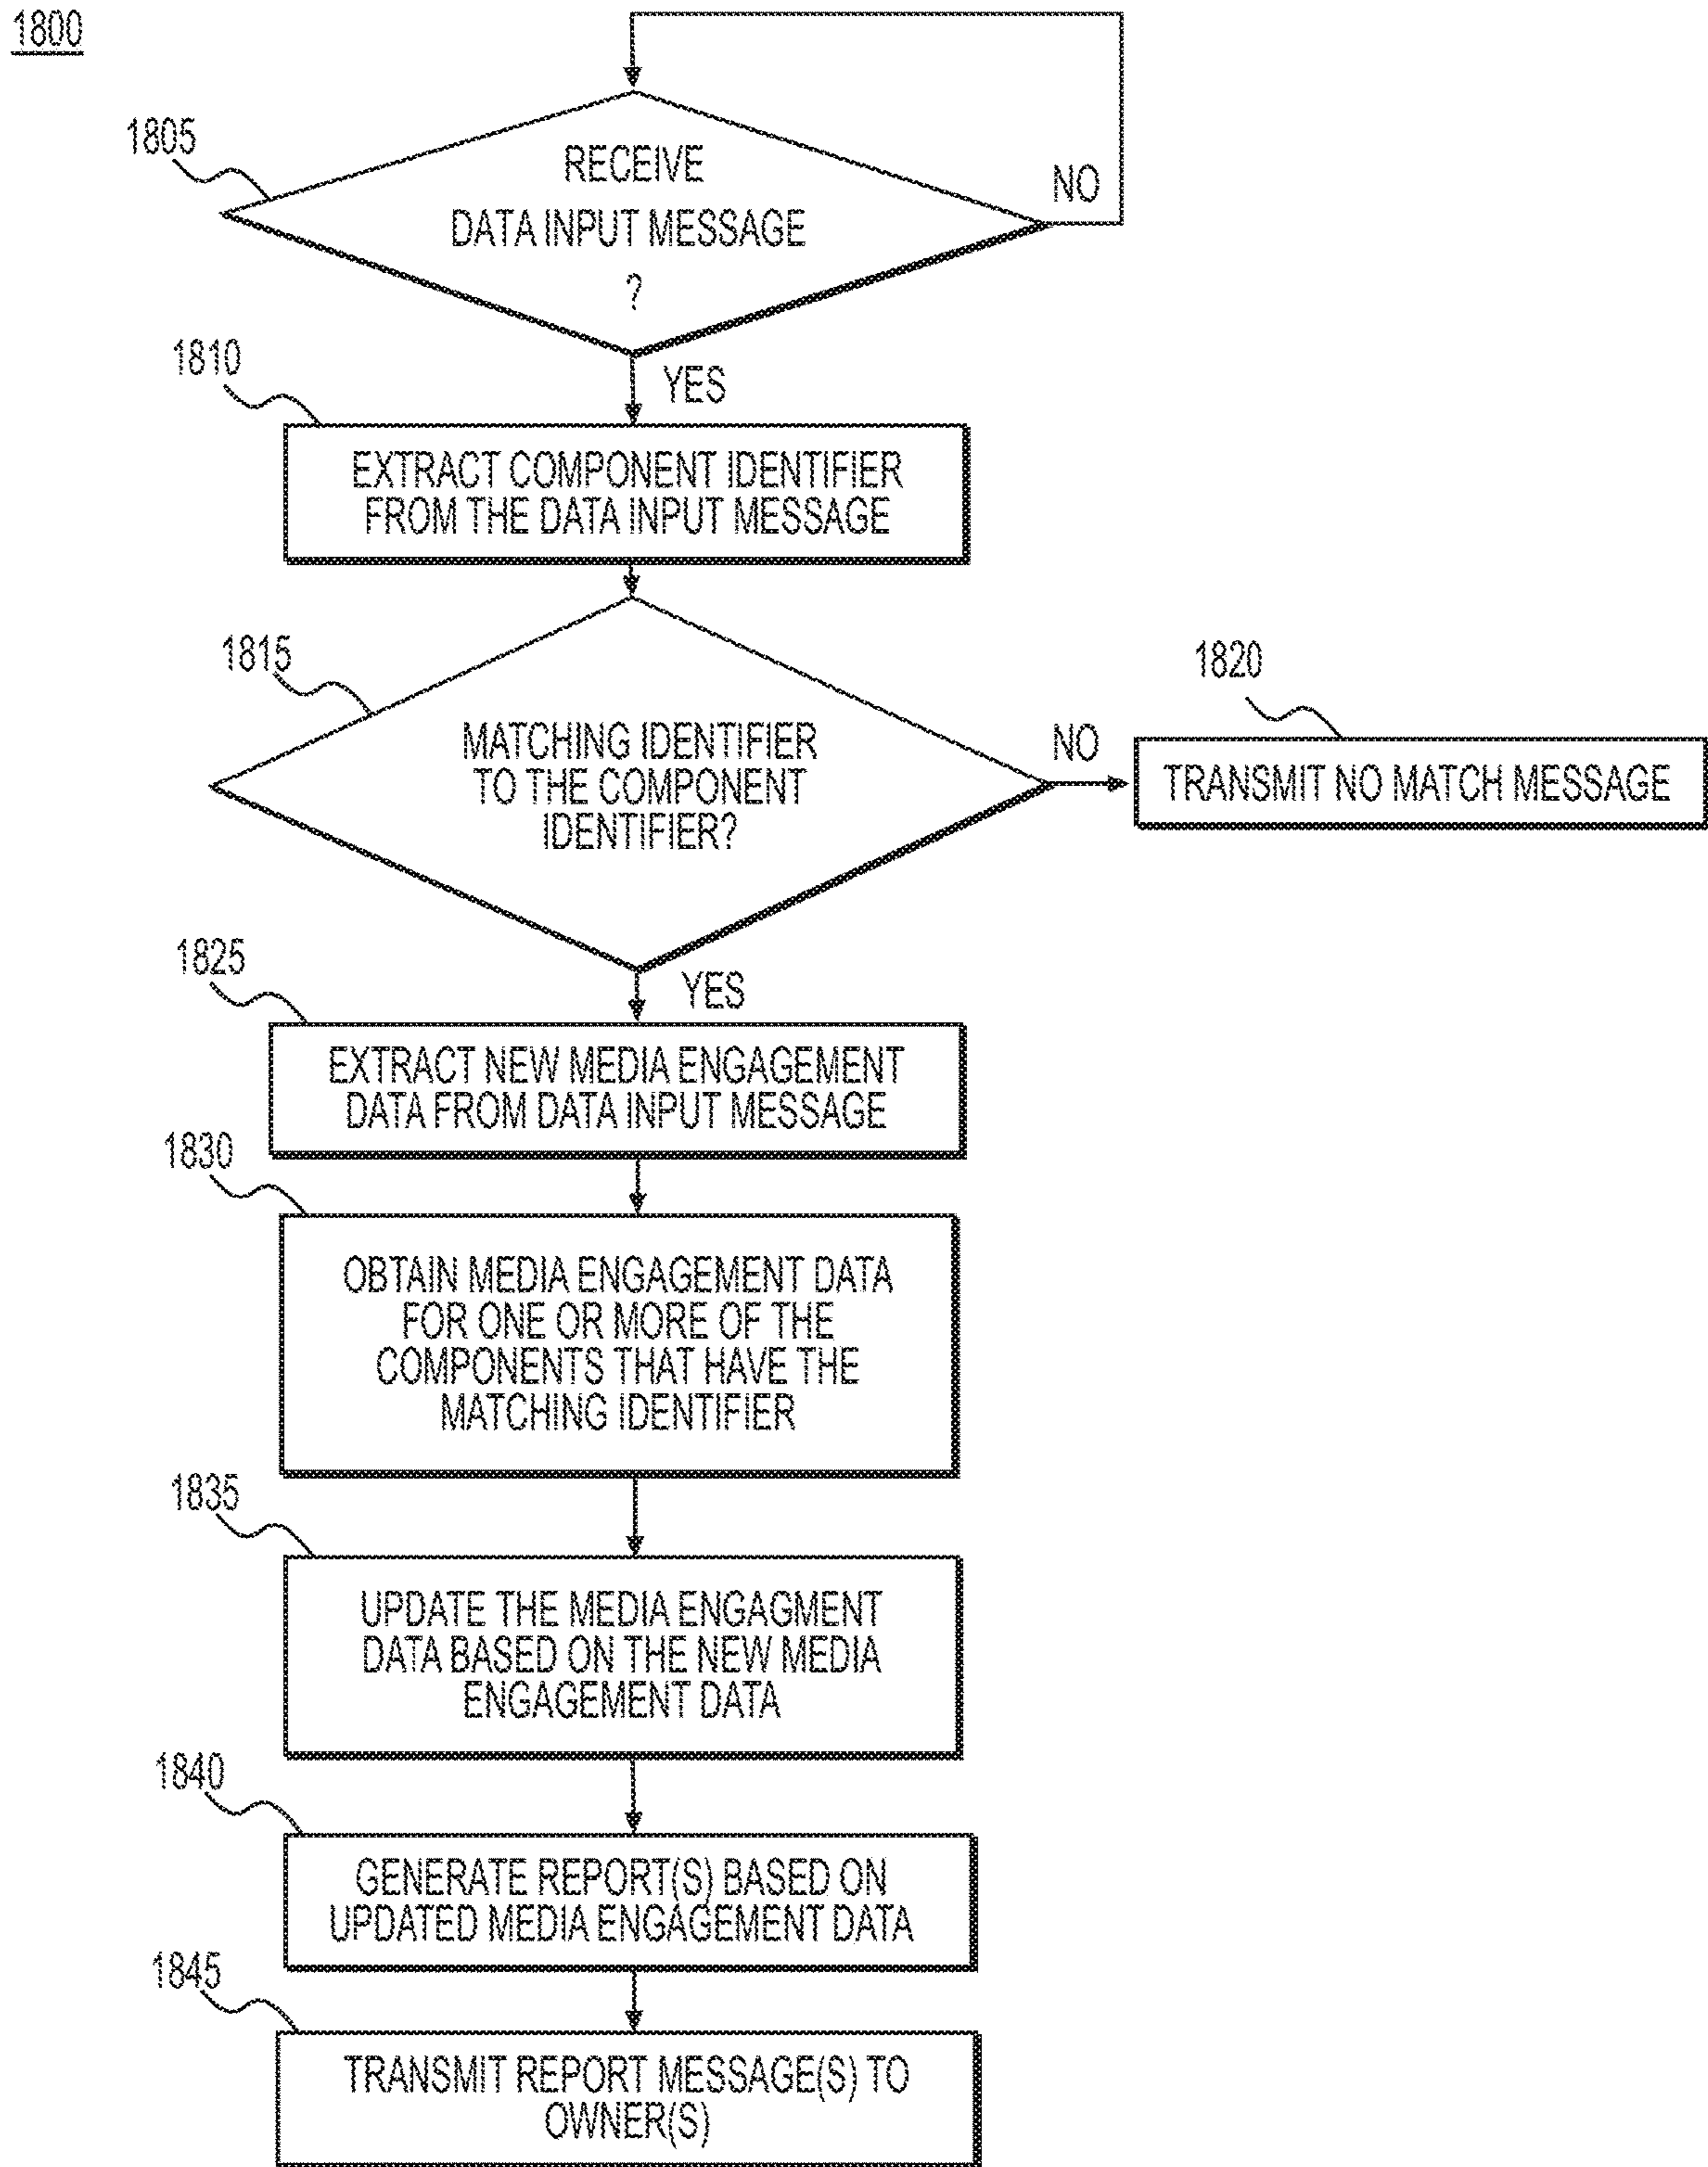 1800
1805
RECEIVE
DATA INPUT MESSAGE
?
NO
YES
1810
EXTRACT COMPONENT IDENTIFIER
FROM THE DATA INPUT MESSAGE
1815
MATCHING IDENTIFIER
TO THE COMPONENT
IDENTIFIER?
NO
1820
TRANSMIT NO MATCH MESSAGE
YES
1825
EXTRACT NEW MEDIA ENGAGEMENT
DATA FROM DATA INPUT MESSAGE
1830
OBTAIN MEDIA ENGAGEMENT DATA
FOR ONE OR MORE OF THE
COMPONENTS THAT HAVE THE
MATCHING IDENTIFIER
1835
UPDATE THE MEDIA ENGAGMENT
DATA BASED ON THE NEW MEDIA
ENGAGEMENT DATA
1840
GENERATE REPORT(S) BASED ON
UPDATED MEDIA ENGAGEMENT DATA
1845
TRANSMIT REPORT MESSAGE(S) TO
OWNER(S)